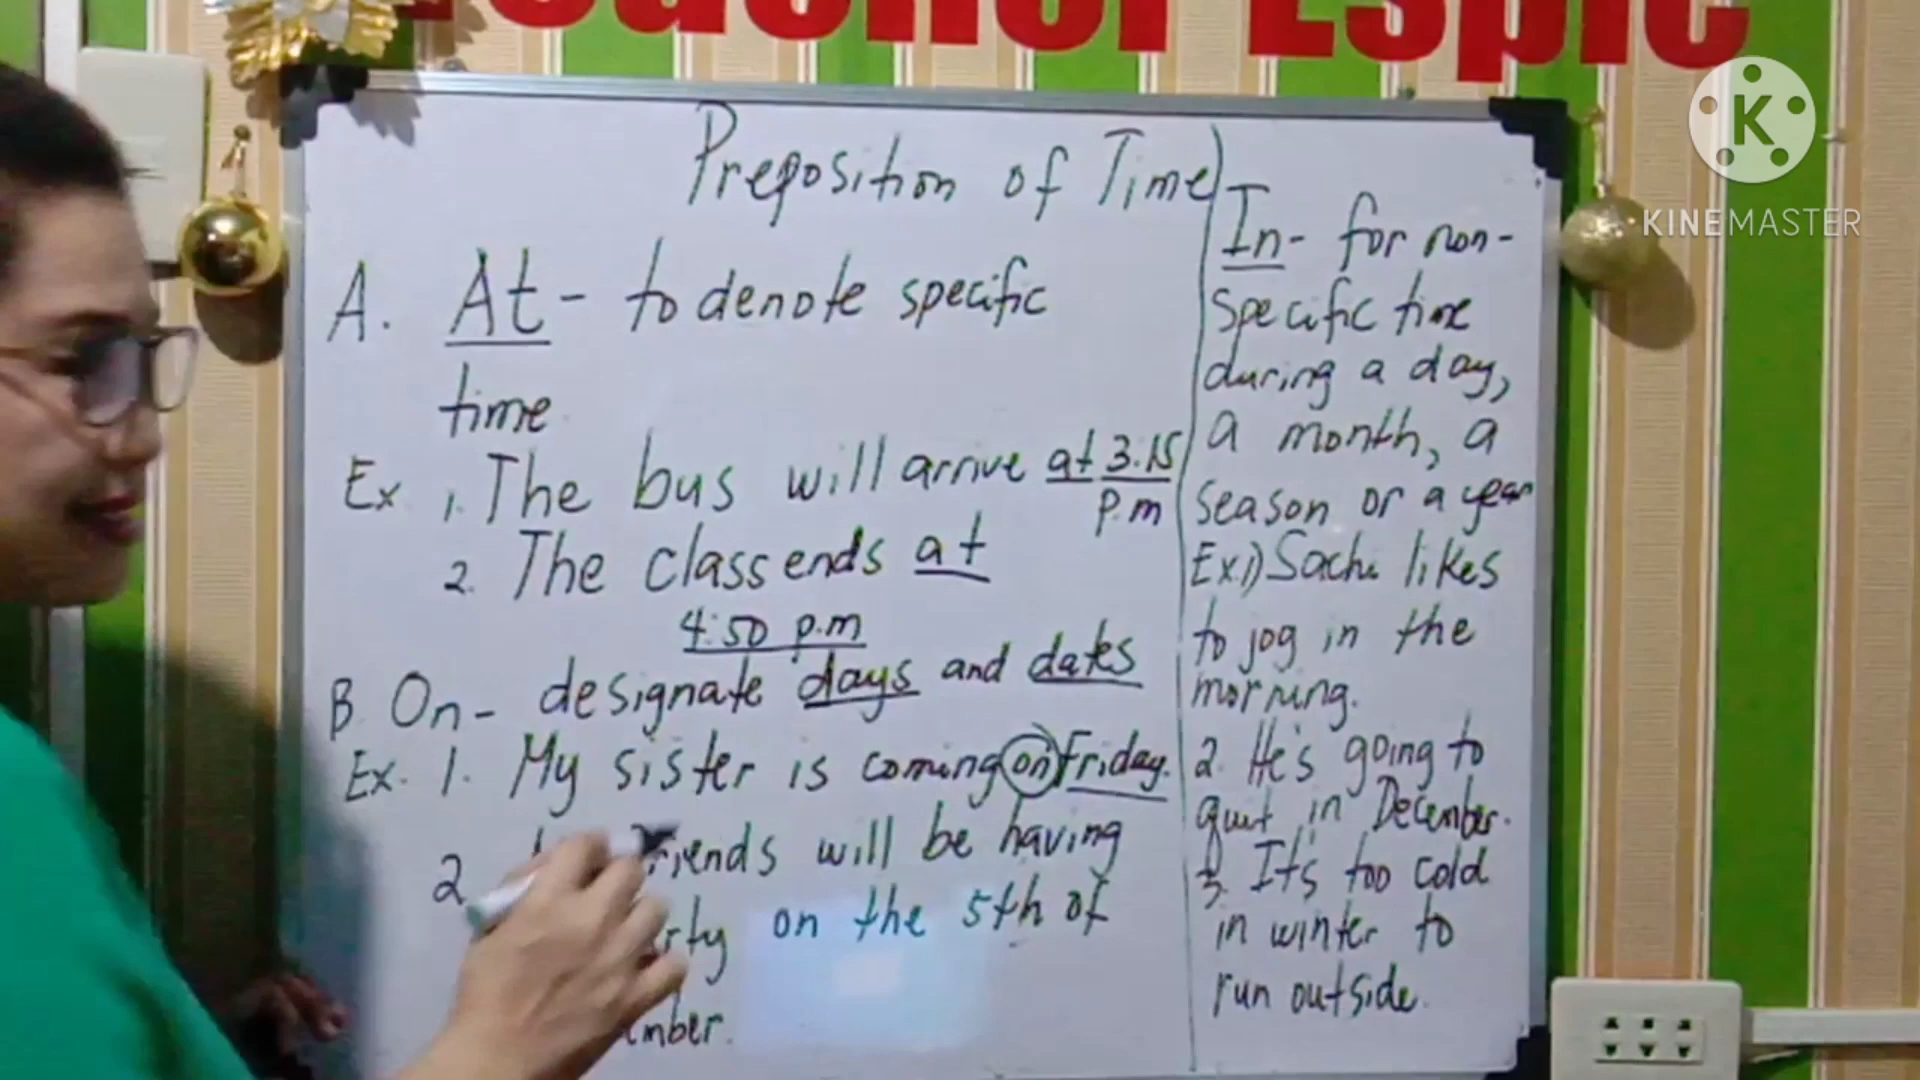 Teacher Espie
K
KINEMASTER
Preposition of Time
A. At - to denote specific
time
Ex 1. The bus will arrive at 3:15
p.m
2. The class ends at
4:50 p.m
B. On - designate days and dates
Ex. 1. My sister is coming on Friday.
2. friends will be having
on the 5th of
In - for non-
specific time
during a day,
a month, a
season or a year
Ex 1) Sachi likes
to jog in the
morning.
2. He's going to
quit in December.
3. It's too cold
in winter to
run outside.